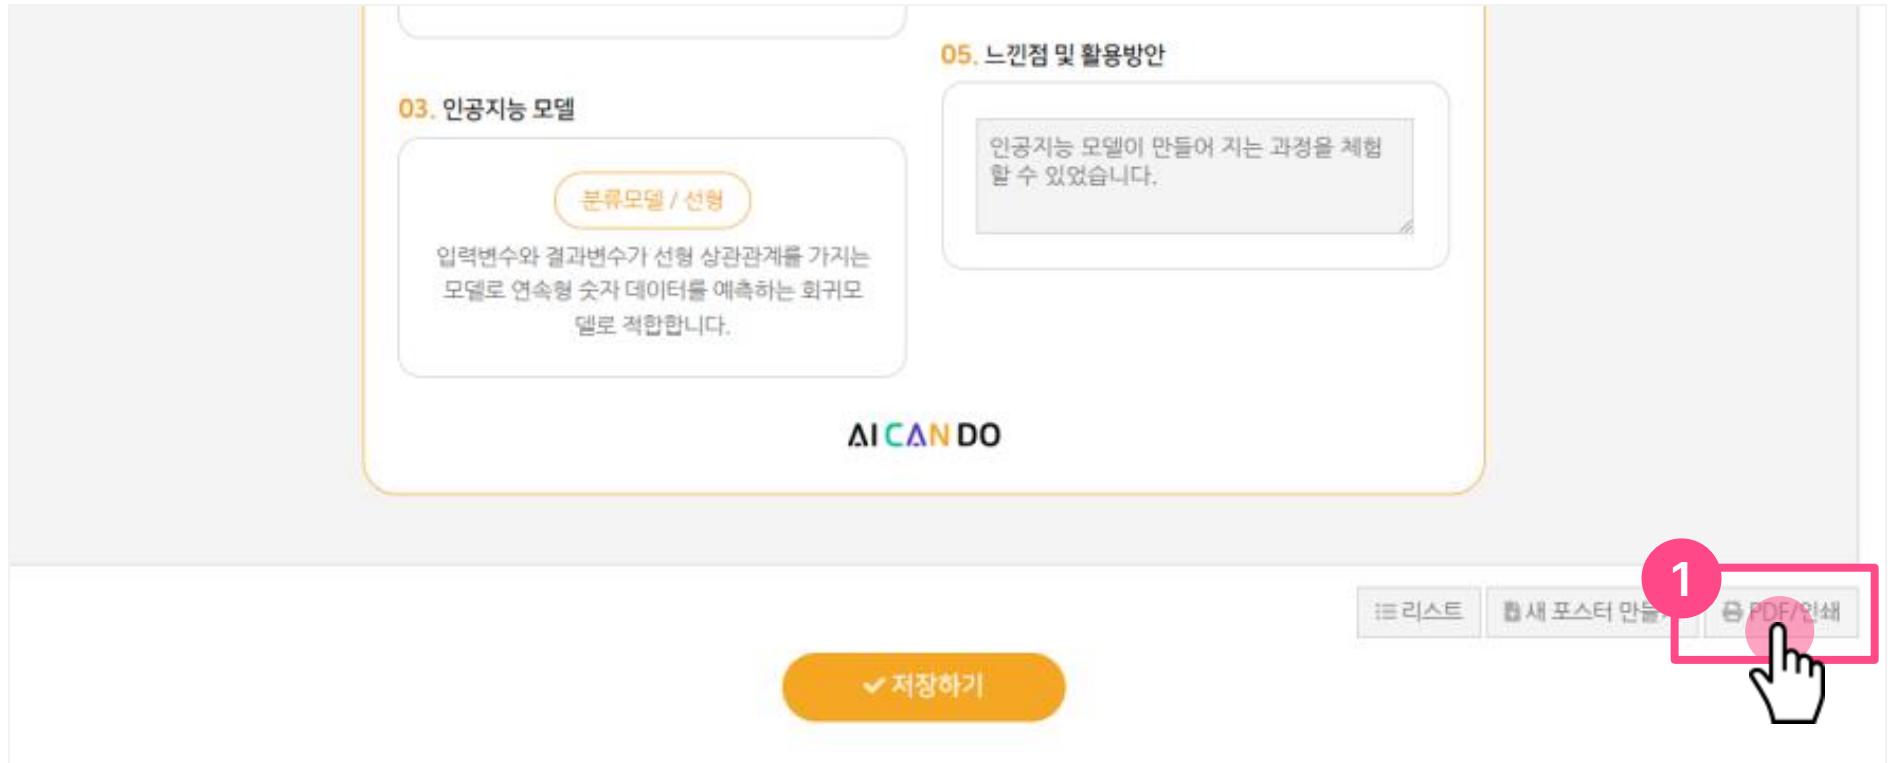 03. 인공지능 모델
분류모델 / 선형
입력변수와 결과변수가 선형 상관관계를 가지는
모델로 연속형 숫자 데이터를 예측하는 회귀모
델로 적합합니다.
05. 느낀점 및 활용방안
인공지능 모델이 만들어 지는 과정을 체험
할 수 있었습니다.
AI CAN DO
1
리스트
새 포스터
PDF/인쇄
저장하기